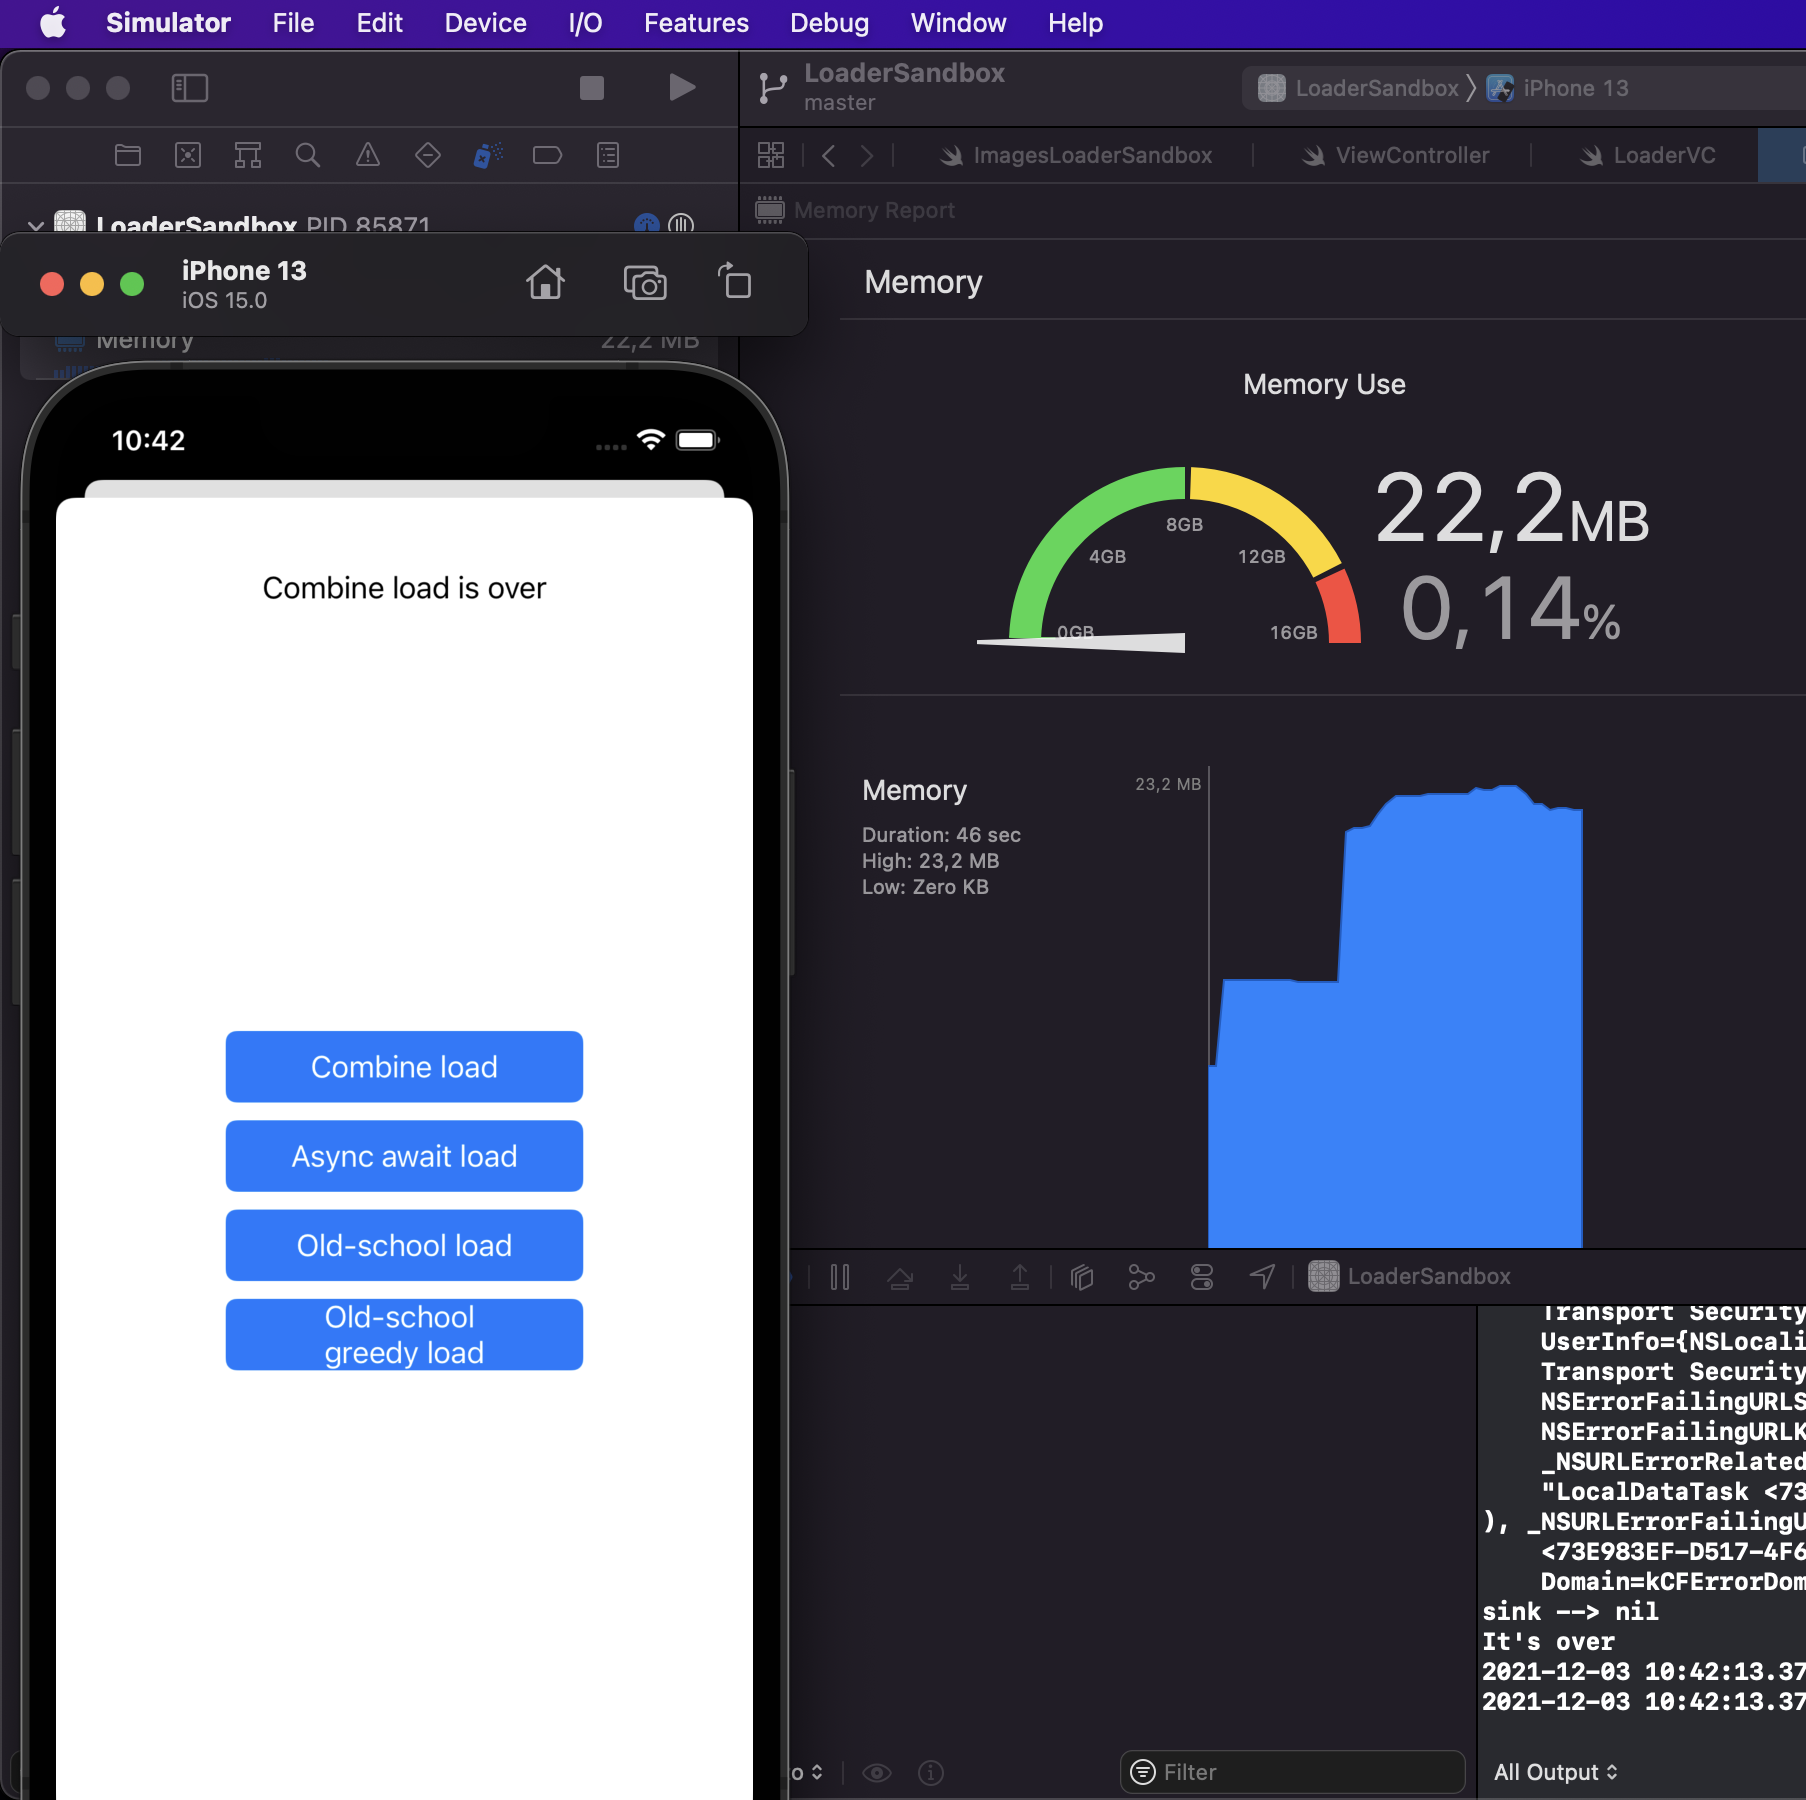 Simulator File Edit Device I/O Features Debug Window Help
LoaderSandbox
master
LoaderSandbox iPhone 13
ImagesLoaderSandbox ViewController LoaderVC
LoaderSandbox PID 85871
Memory Report
iPhone 13
iOS 15.0
Memory 22,2 MB
Memory
Memory Use
0GB 4GB 8GB 12GB 16GB
22,2MB
0,14%
10:42
Combine load is over
Combine load
Async await load
Old-school load
Old-school
greedy load
Memory
Duration: 46 sec
High: 23,2 MB
Low: Zero KB
23,2 MB
LoaderSandbox
Transport Security
UserInfo={NSLocali
Transport Security
NSErrorFailingURLS
NSErrorFailingURLK
_NSURLErrorRelated
"LocalDataTask <73
), _NSURLErrorFailingU
<73E983EF-D517-4F6
Domain=kCFErrorDom
sink --> nil
It's over
2021-12-03 10:42:13.37
2021-12-03 10:42:13.37
o Filter
All Output